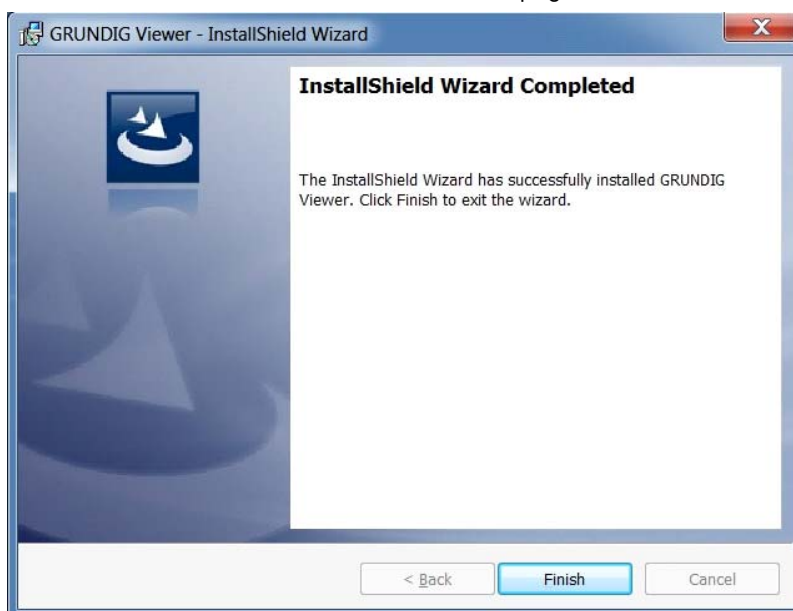 GRUNDIG Viewer - InstallShield Wizard
InstallShield Wizard Completed
The InstallShield Wizard has successfully installed GRUNDIG
Viewer. Click Finish to exit the wizard.
< Back
Finish
Cancel